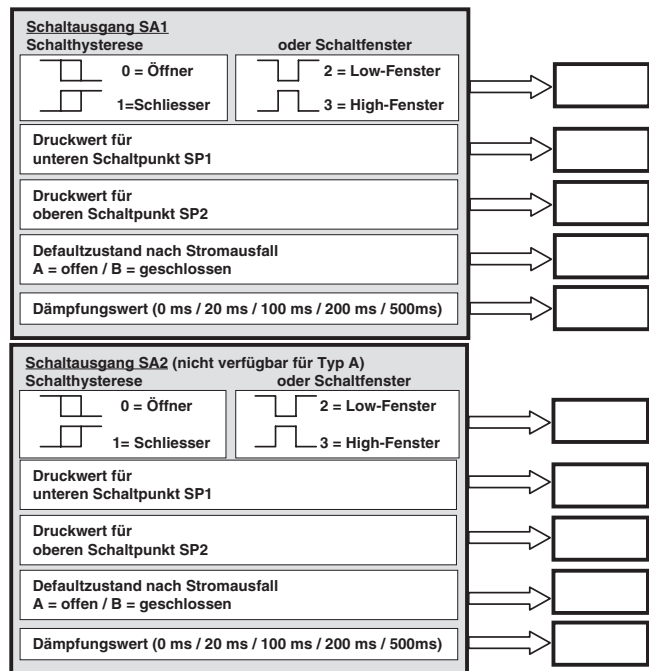 Schaltausgang SA1
Schalthysterese oder Schaltfenster
0 = Öffner 2 = Low-Fenster
1=Schliesser 3 = High-Fenster
Druckwert für
unteren Schaltpunkt SP1
Druckwert für
oberen Schaltpunkt SP2
Defaultzustand nach Stromausfall
A = offen / B = geschlossen
Dämpfungswert (0 ms / 20 ms / 100 ms / 200 ms / 500ms)
Schaltausgang SA2 (nicht verfügbar für Typ A)
Schalthysterese oder Schaltfenster
0 = Öffner 2 = Low-Fenster
1= Schliesser 3 = High-Fenster
Druckwert für
unteren Schaltpunkt SP1
Druckwert für
oberen Schaltpunkt SP2
Defaultzustand nach Stromausfall
A = offen / B = geschlossen
Dämpfungswert (0 ms / 20 ms / 100 ms / 200 ms / 500ms)